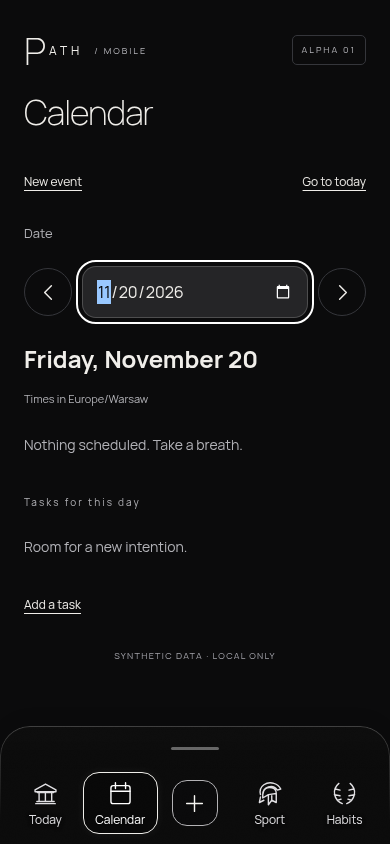 PATH / MOBILE
ALPHA 01
Calendar
New event
Go to today
Date
11/20/2026
Friday, November 20
Times in Europe/Warsaw
Nothing scheduled. Take a breath.
Tasks for this day
Room for a new intention.
Add a task
SYNTHETIC DATA · LOCAL ONLY
Today
Calendar
Sport
Habits